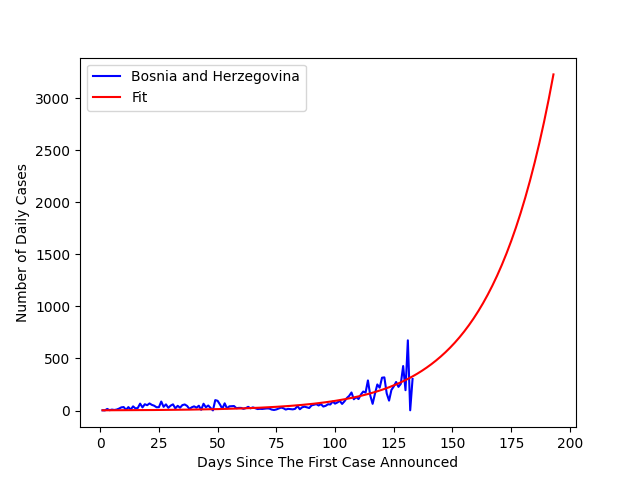 Bosnia and Herzegovina
Fit
Number of Daily Cases
3000
2500
2000
1500
1000
500
0
0 25 50 75 100 125 150 175 200
Days Since The First Case Announced